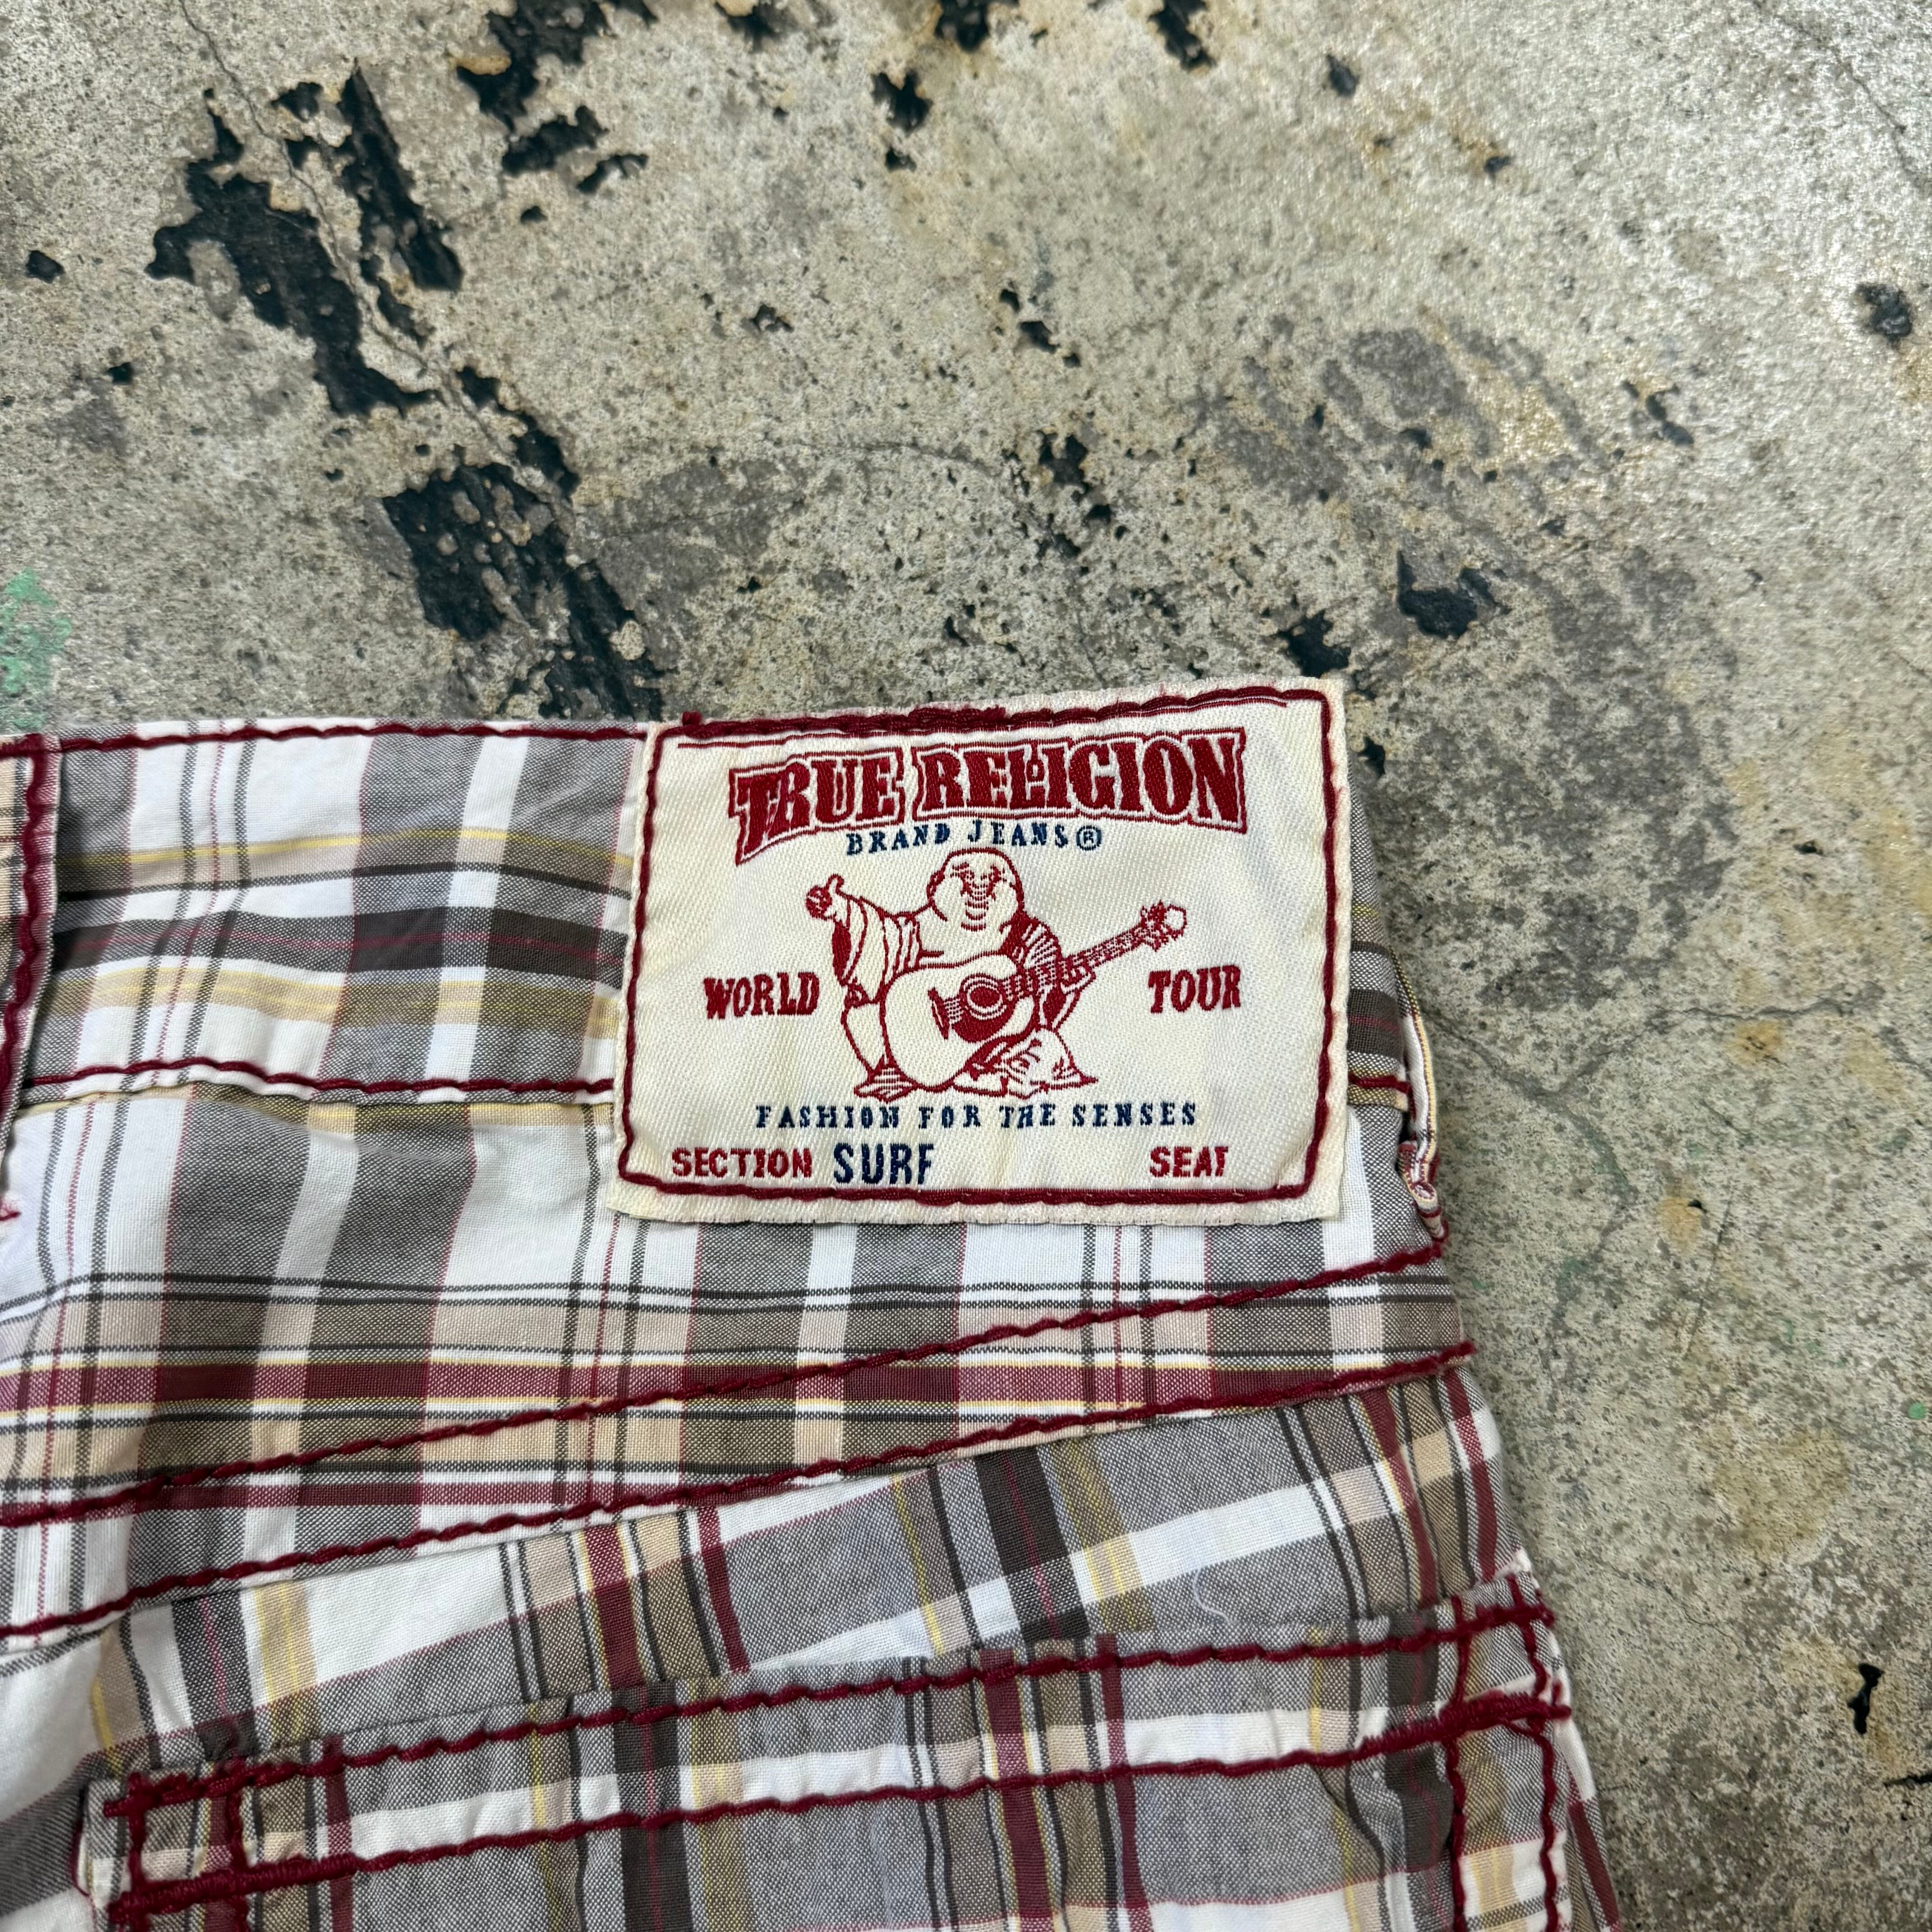 TRUE RELIGION
BRAND JEANS®
WORLD TOUR
FASHION FOR THE SENSES
SECTION SURF SEAT